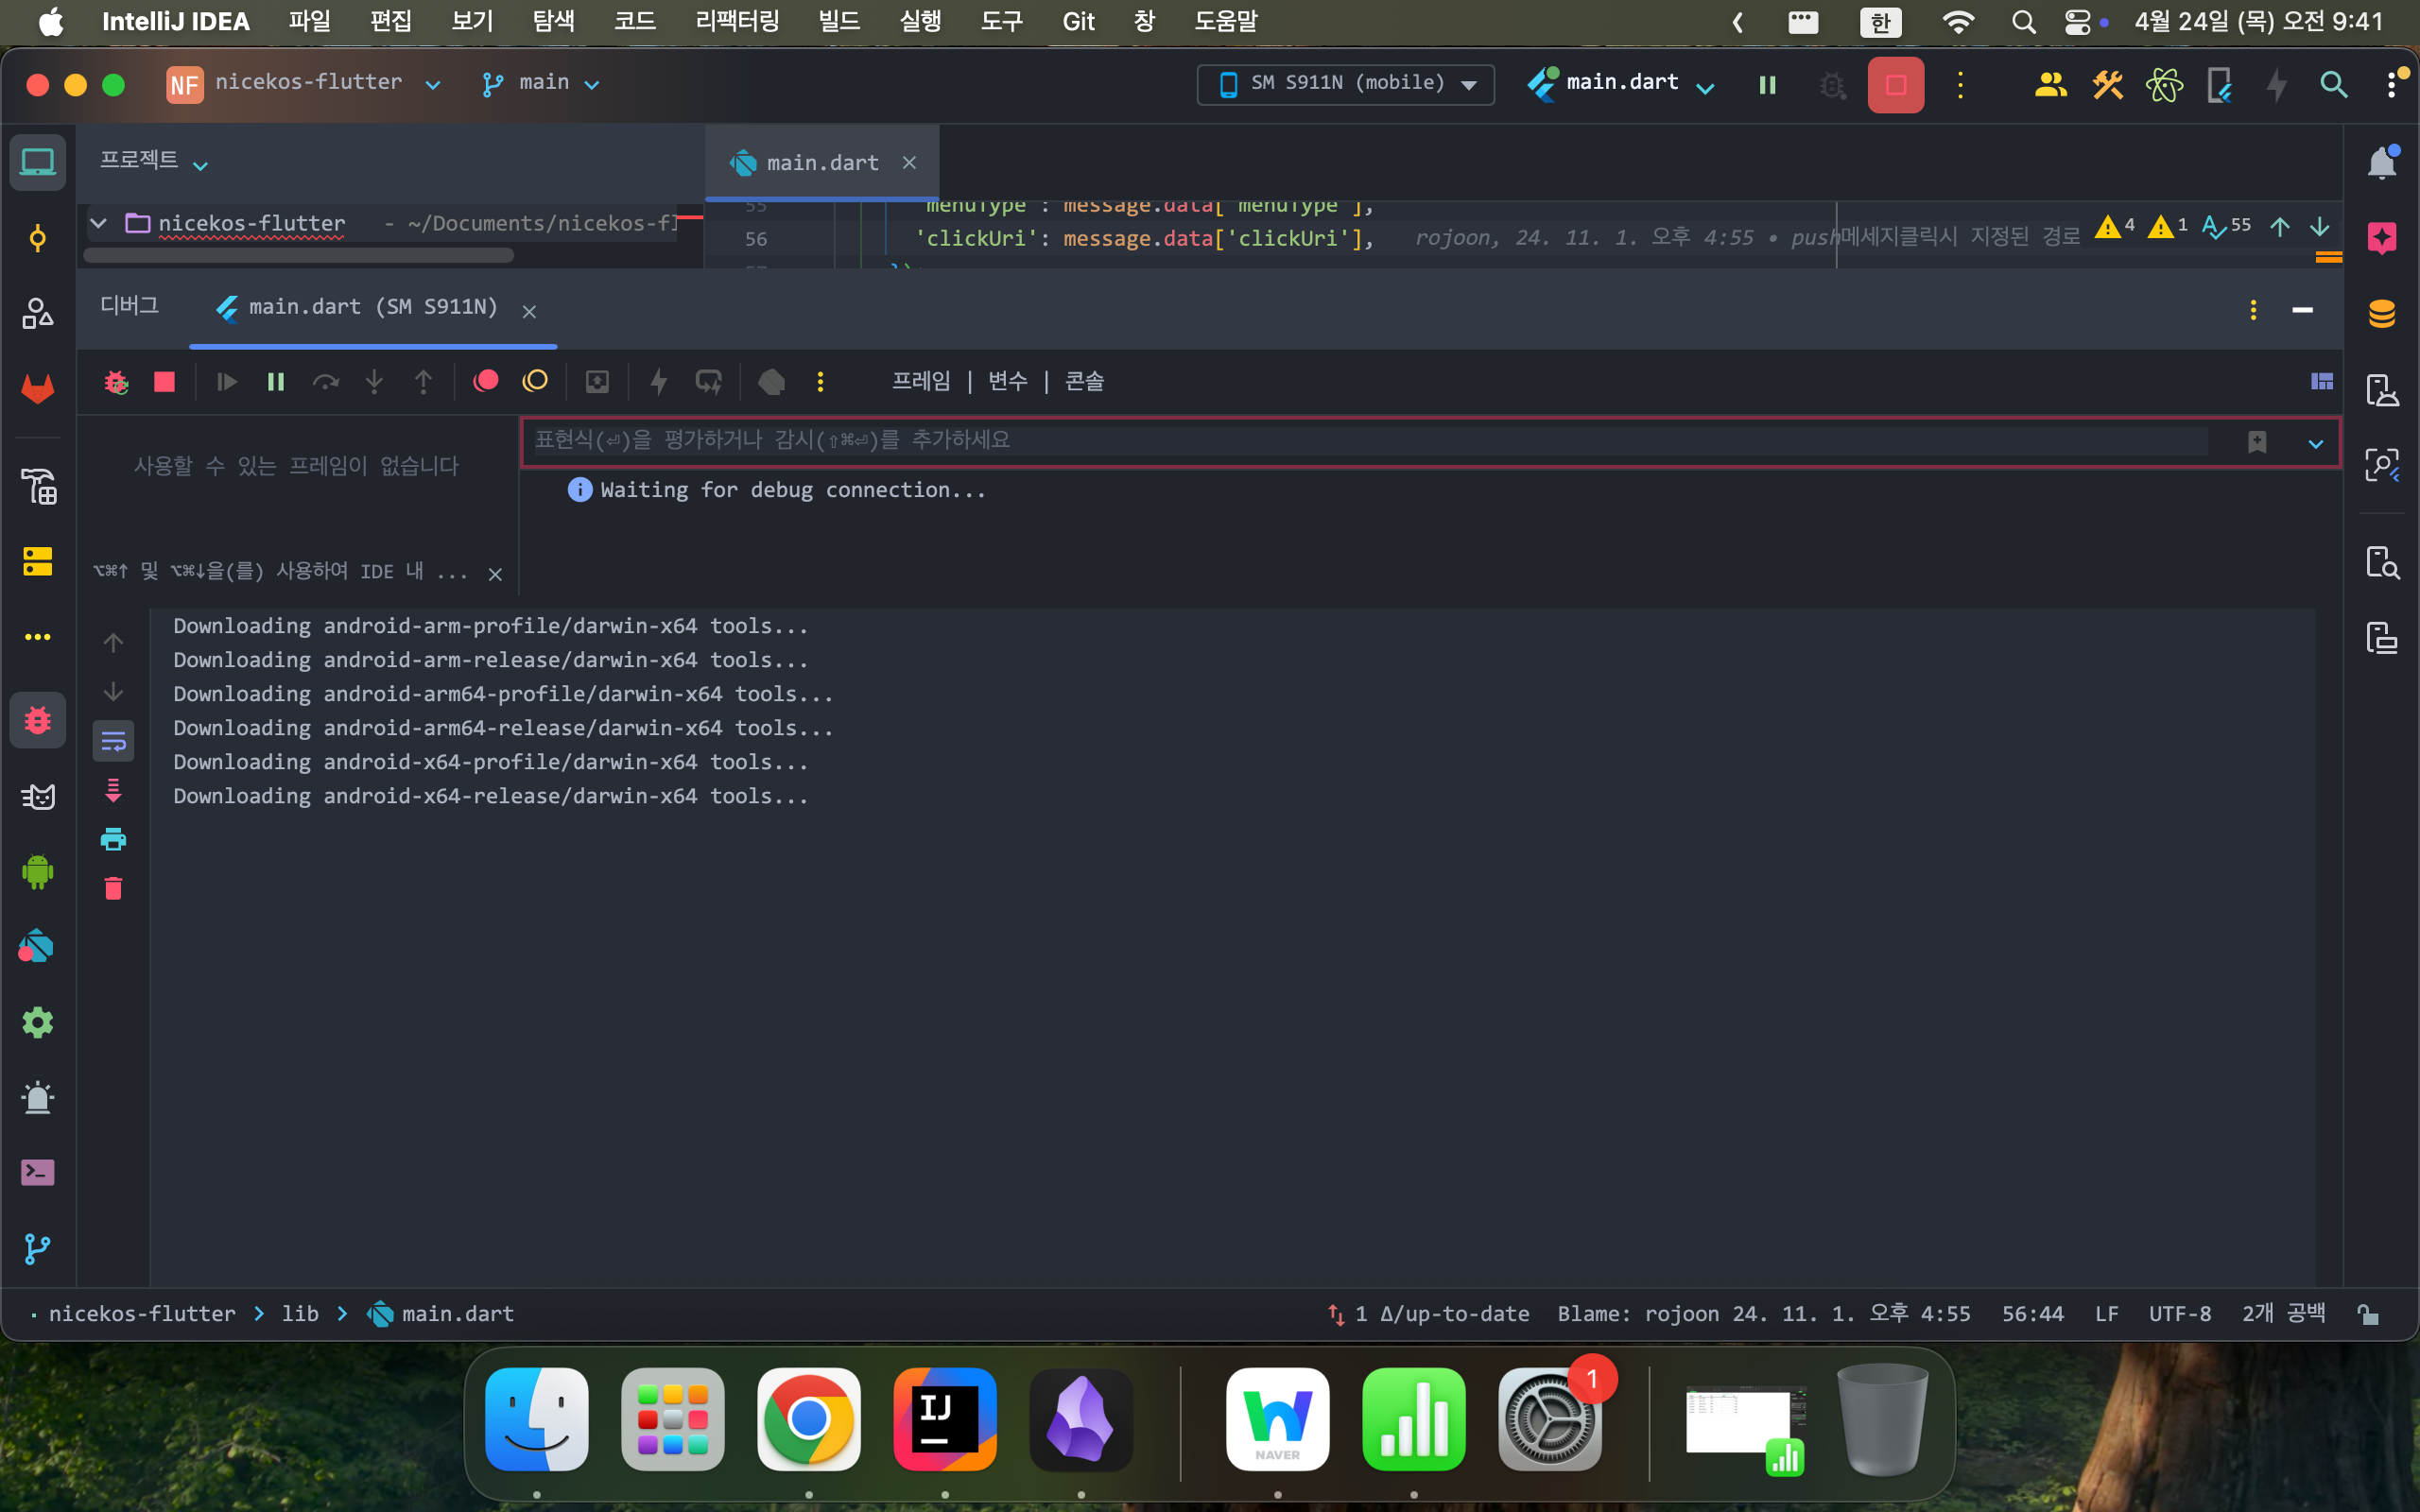 IntelliJ IDEA 파일 편집 보기 탐색 코드 리팩터링 빌드 실행 도구 Git 창 도움말 한 4월 24일 (목) 오전 9:41
NF nicekos-flutter main SM S911N (mobile) main.dart
프로젝트 main.dart
nicekos-flutter - ~/Documents/nicekos-fl
55 'menuType': message.data['menuType'],
56 'clickUri': message.data['clickUri'], rojoon, 24. 11. 1. 오후 4:55 • push메세지클릭시 지정된 경로 4 1 55
디버그 main.dart (SM S911N)
프레임 | 변수 | 콘솔
표현식(⏎)을 평가하거나 감시(⇧⌘⏎)를 추가하세요
사용할 수 있는 프레임이 없습니다
Waiting for debug connection...
⌥⌘↑ 및 ⌥⌘↓을(를) 사용하여 IDE 내 ...
Downloading android-arm-profile/darwin-x64 tools...
Downloading android-arm-release/darwin-x64 tools...
Downloading android-arm64-profile/darwin-x64 tools...
Downloading android-arm64-release/darwin-x64 tools...
Downloading android-x64-profile/darwin-x64 tools...
Downloading android-x64-release/darwin-x64 tools...
nicekos-flutter > lib > main.dart 1 Δ/up-to-date Blame: rojoon 24. 11. 1. 오후 4:55 56:44 LF UTF-8 2개 공백
IJ
NAVER
1